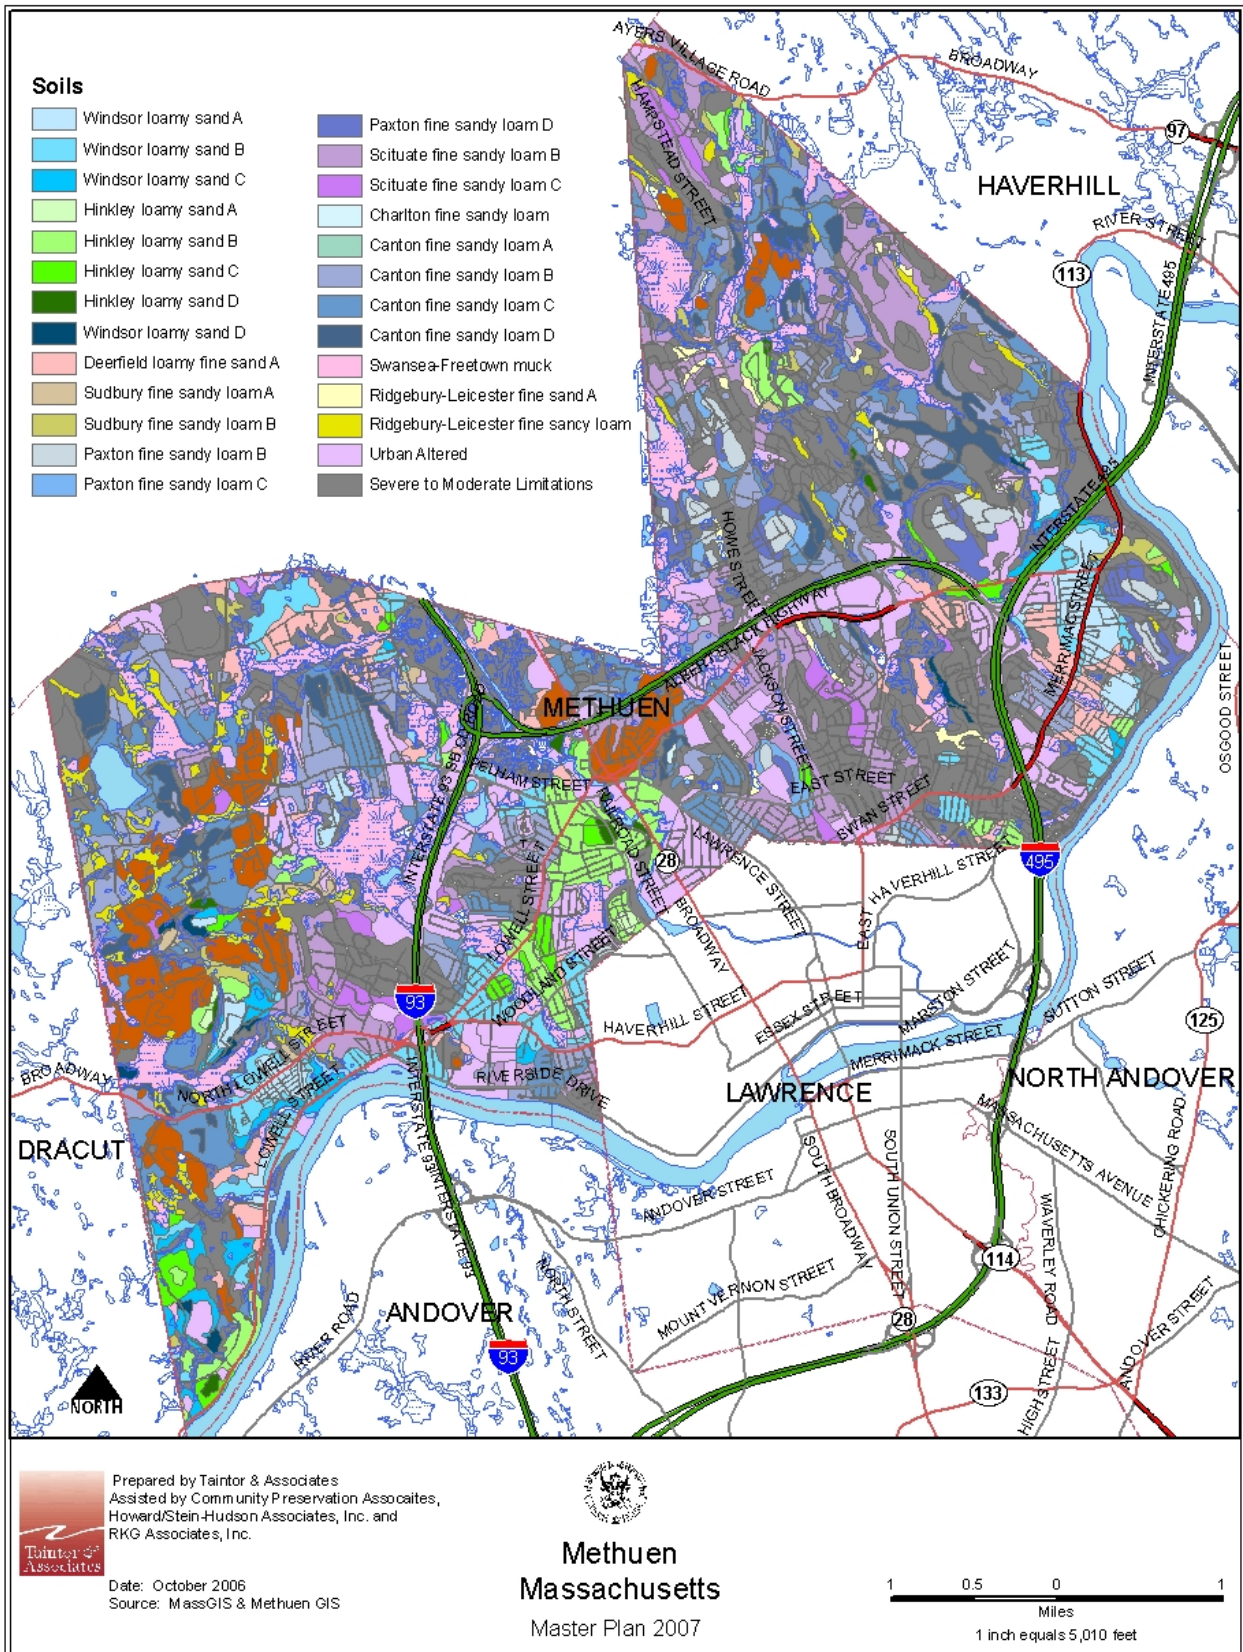 Soils
Windsor loamy sand A
Windsor loamy sand B
Windsor loamy sand C
Hinkley loamy sand A
Hinkley loamy sand B
Hinkley loamy sand C
Hinkley loamy sand D
Windsor loamy sand D
Deerfield loamy fine sand A
Sudbury fine sandy loam A
Sudbury fine sandy loam B
Paxton fine sandy loam B
Paxton fine sandy loam C
Paxton fine sandy loam D
Scituate fine sandy loam B
Scituate fine sandy loam C
Charlton fine sandy loam
Canton fine sandy loam A
Canton fine sandy loam B
Canton fine sandy loam C
Canton fine sandy loam D
Swansea-Freetown muck
Ridgebury-Leicester fine sand A
Ridgebury-Leicester fine sancy loam
Urban Altered
Severe to Moderate Limitations
AYERS VILLAGE ROAD
BROADWAY
HAMPSTEAD STREET
97
HAVERHILL
RIVER STREET
113
INTERSTATE 495
INTERSTATE 495
HOWE STREET
ALBERT SLACK HIGHWAY
MERRIMAC STREET
JACKSON STREET
OSGOOD STREET
METHUEN
PELHAM STREET
EAST STREET
SWAN STREET
INTERSTATE 93 SB
RAILROAD STREET
LOWELL STREET
28
LAWRENCE STREET
EAST HAVERHILL STREET
495
BROADWAY
WOODLAND STREET
93
HAVERHILL STREET
ESSEX STREET
MARSTON STREET
SUTTON STREET
125
MERRIMACK STREET
NORTH LOWELL STREET
BROADWAY
RIVERSIDE DRIVE
LAWRENCE
NORTH ANDOVER
DRACUT
LOWELL STREET
INTERSTATE 93
INTERSTATE 93
MASSACHUSETTS AVENUE
CHICKERING ROAD
ANDOVER STREET
SOUTH BROADWAY
SOUTH UNION STREET
WAVERLEY ROAD
114
NORTH STREET
MOUNT VERNON STREET
ANDOVER
RIVER ROAD
28
93
133
HIGH STREET
ANDOVER STREET
NORTH
Tainter &
Associates
Prepared by Taintor & Associates
Assisted by Community Preservation Assocaites,
Howard/Stein-Hudson Associates, Inc. and
RKG Associates, Inc.
Date: October 2006
Source: MassGIS & Methuen GIS
Methuen
Massachusetts
Master Plan 2007
1 0.5 0 1
Miles
1 inch equals 5,010 feet